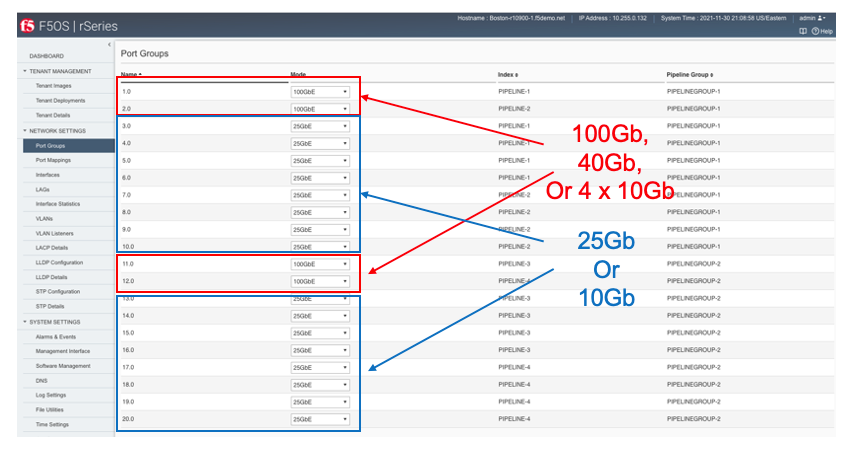 f5 F5OS | rSeries
Hostname : Boston-r10900-1.f5demo.net IP Address : 10.255.0.132 System Time : 2021-11-30 21:08:58 US/Eastern admin
Help
DASHBOARD
TENANT MANAGEMENT
Tenant Images
Tenant Deployments
Tenant Details
NETWORK SETTINGS
Port Groups
Port Mappings
Interfaces
LAGs
Interface Statistics
VLANs
VLAN Listeners
LACP Details
LLDP Configuration
LLDP Details
STP Configuration
STP Details
SYSTEM SETTINGS
Alarms & Events
Management Interface
Software Management
DNS
Log Settings
File Utilities
Time Settings
Port Groups
Name Mode Index Pipeline Group
1.0 100GbE PIPELINE-1 PIPELINEGROUP-1
2.0 100GbE PIPELINE-2 PIPELINEGROUP-1
3.0 25GbE PIPELINE-1 PIPELINEGROUP-1
4.0 25GbE PIPELINE-1 PIPELINEGROUP-1
5.0 25GbE PIPELINE-1 PIPELINEGROUP-1
6.0 25GbE PIPELINE-1 PIPELINEGROUP-1
7.0 25GbE PIPELINE-2 PIPELINEGROUP-1
8.0 25GbE PIPELINE-2 PIPELINEGROUP-1
9.0 25GbE PIPELINE-2 PIPELINEGROUP-1
10.0 25GbE PIPELINE-2 PIPELINEGROUP-1
11.0 100GbE PIPELINE-3 PIPELINEGROUP-2
12.0 100GbE PIPELINE-4 PIPELINEGROUP-2
13.0 25GbE PIPELINE-3 PIPELINEGROUP-2
14.0 25GbE PIPELINE-3 PIPELINEGROUP-2
15.0 25GbE PIPELINE-3 PIPELINEGROUP-2
16.0 25GbE PIPELINE-3 PIPELINEGROUP-2
17.0 25GbE PIPELINE-4 PIPELINEGROUP-2
18.0 25GbE PIPELINE-4 PIPELINEGROUP-2
19.0 25GbE PIPELINE-4 PIPELINEGROUP-2
20.0 25GbE PIPELINE-4 PIPELINEGROUP-2
100Gb,
40Gb,
Or 4 x 10Gb
25Gb
Or
10Gb